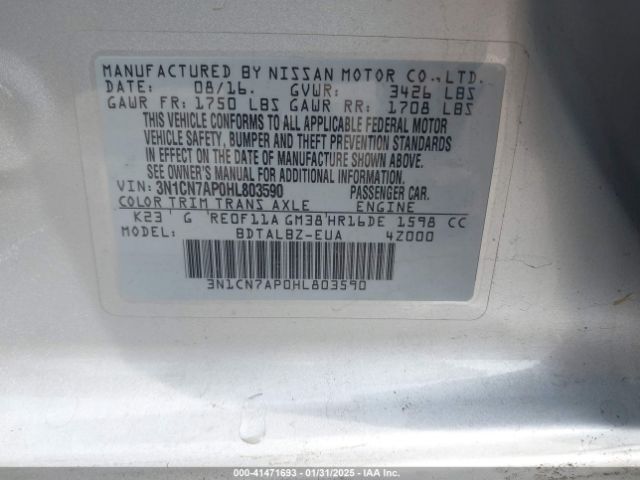 MANUFACTURED BY NISSAN MOTOR CO., LTD.
DATE: 08/16. GVWR: 3426 LBS
GAWR FR: 1750 LBS GAWR RR: 1708 LBS
THIS VEHICLE CONFORMS TO ALL APPLICABLE FEDERAL MOTOR
VEHICLE SAFETY, BUMPER AND THEFT PREVENTION STANDARDS
IN EFFECT ON THE DATE OF MANUFACTURE SHOWN ABOVE.
SEE OWNER'S MANUAL FOR ADDITIONAL INFORMATION.
VIN: 3N1CN7AP0HL803590 PASSENGER CAR.
COLOR TRIM TRANS AXLE ENGINE
K23 ' G 'RE0F11A GM38'HR16DE 1598 CC
MODEL: BDTALBZ-EUA 4Z000
3N1CN7AP0HL803590
000-41471693 - 01/31/2025 - IAA Inc.